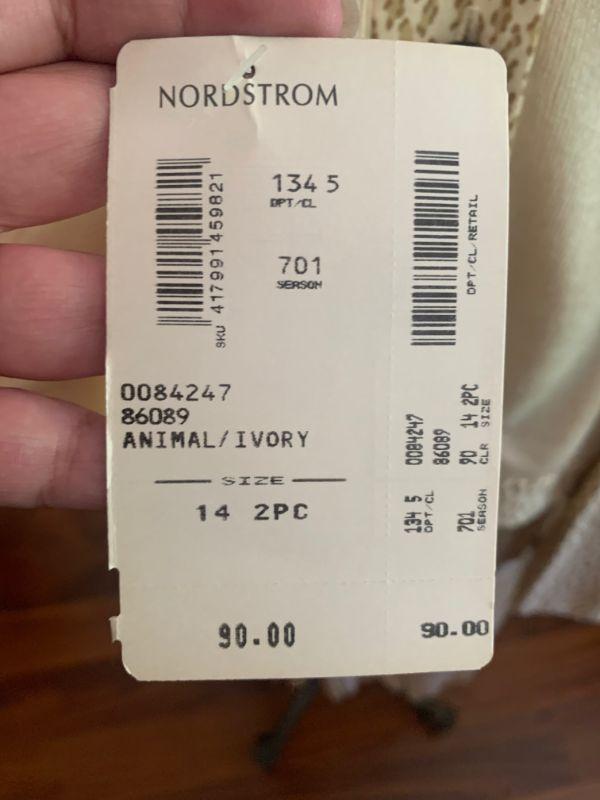 NORDSTROM
134 5
DPT/CL
701
SEASON
SKU 417991459821
0084247
86089
ANIMAL/IVORY
SIZE
14 2PC
90.00
DPT/CL/RETAIL
0084247
86089
90 14 2PC
CLR SIZE
134 5
DPT/CL
701
SEASON
90.00